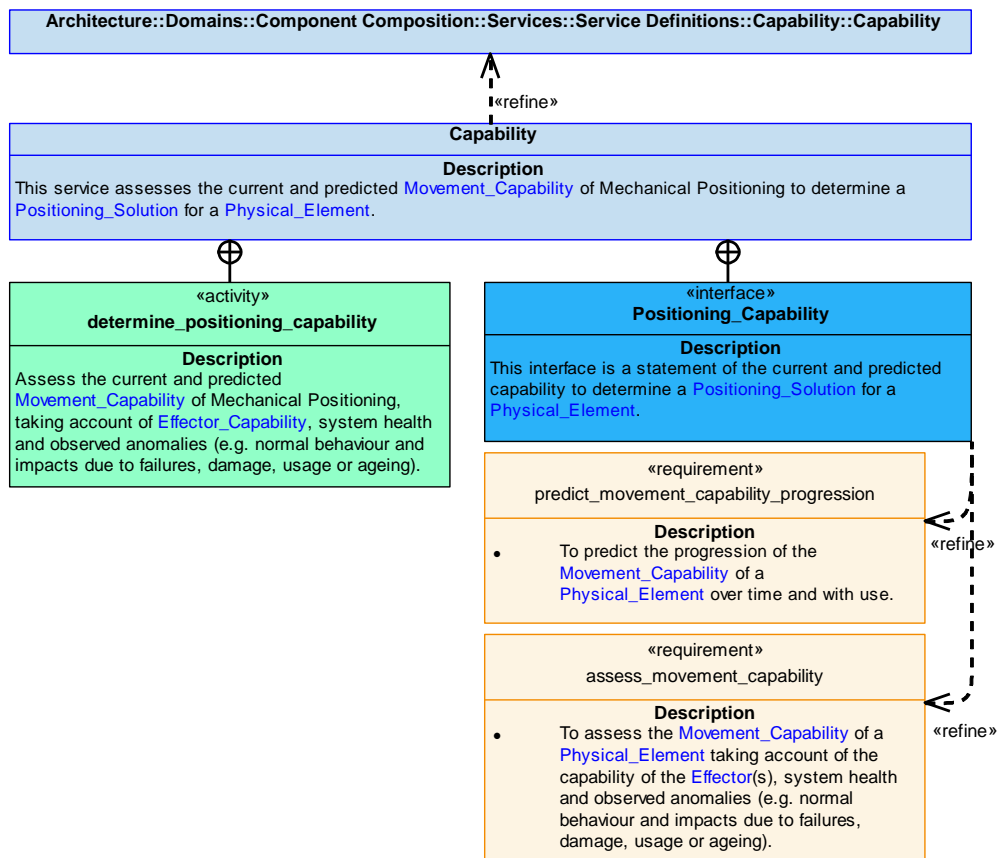 Architecture::Domains::Component Composition::Services::Service Definitions::Capability::Capability
«refine»
Capability
Description
This service assesses the current and predicted Movement_Capability of Mechanical Positioning to determine a
Positioning_Solution for a Physical_Element.
«activity»
determine_positioning_capability
Description
Assess the current and predicted
Movement_Capability of Mechanical Positioning,
taking account of Effector_Capability, system health
and observed anomalies (e.g. normal behaviour and
impacts due to failures, damage, usage or ageing).
«interface»
Positioning_Capability
Description
This interface is a statement of the current and predicted
capability to determine a Positioning_Solution for a
Physical_Element.
«requirement»
predict_movement_capability_progression
Description
• To predict the progression of the
Movement_Capability of a
Physical_Element over time and with use.
«refine»
«requirement»
assess_movement_capability
Description
• To assess the Movement_Capability of a
Physical_Element taking account of the
capability of the Effector(s), system health
and observed anomalies (e.g. normal
behaviour and impacts due to failures,
damage, usage or ageing).
«refine»